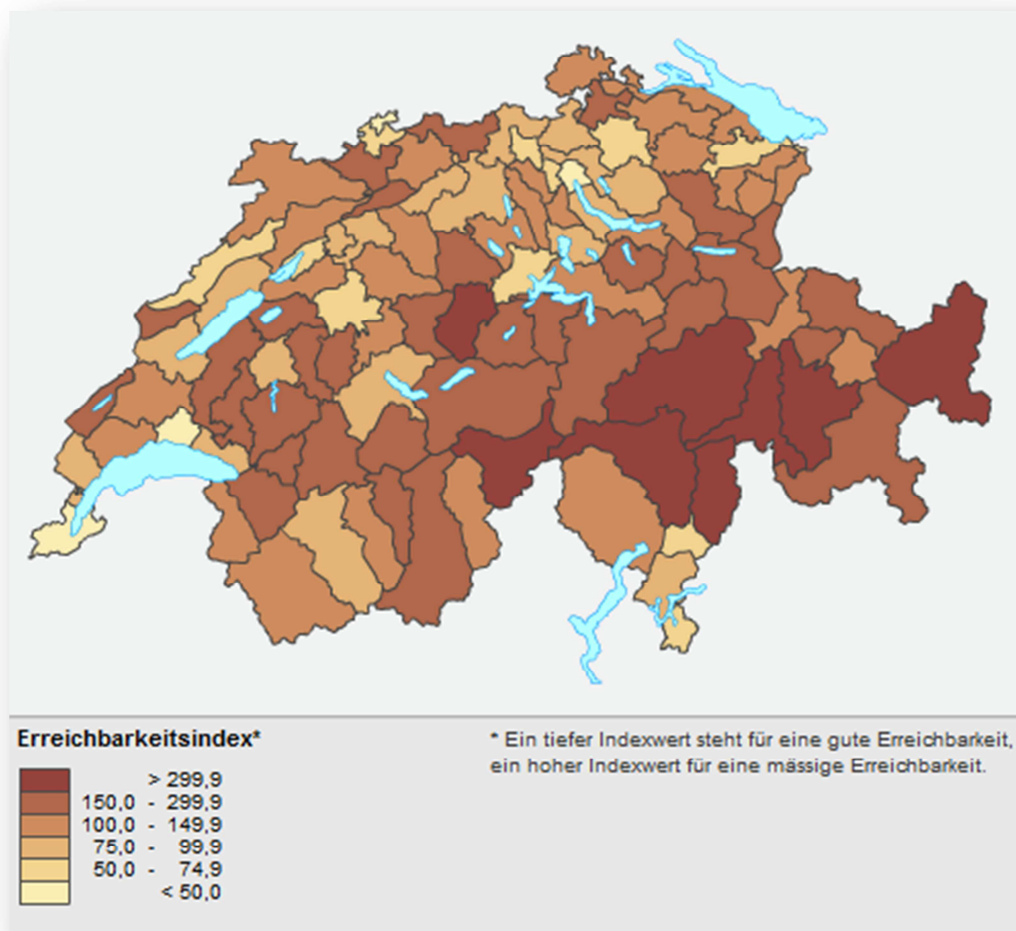 Erreichbarkeitsindex*
> 299,9
150,0 - 299,9
100,0 - 149,9
75,0 - 99,9
50,0 - 74,9
< 50,0
* Ein tiefer Indexwert steht für eine gute Erreichbarkeit,
ein hoher Indexwert für eine mässige Erreichbarkeit.